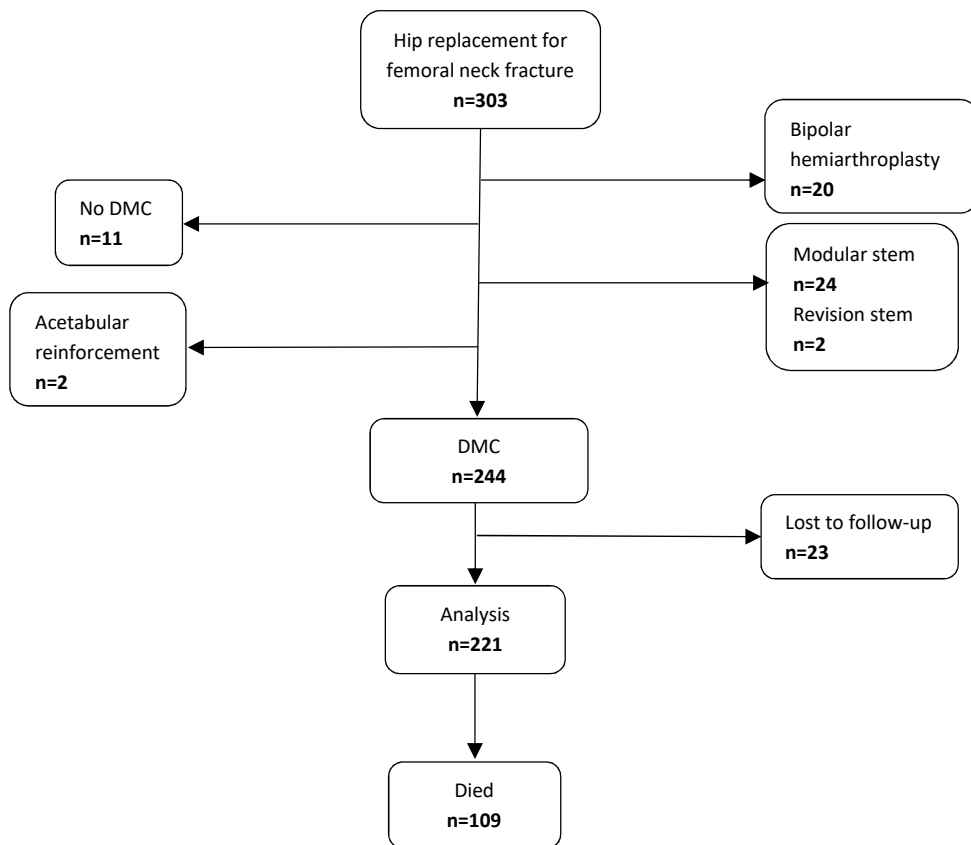 Hip replacement for
femoral neck fracture
n=303
Bipolar
hemiarthroplasty
n=20
No DMC
n=11
Modular stem
n=24
Revision stem
n=2
Acetabular
reinforcement
n=2
DMC
n=244
Lost to follow-up
n=23
Analysis
n=221
Died
n=109